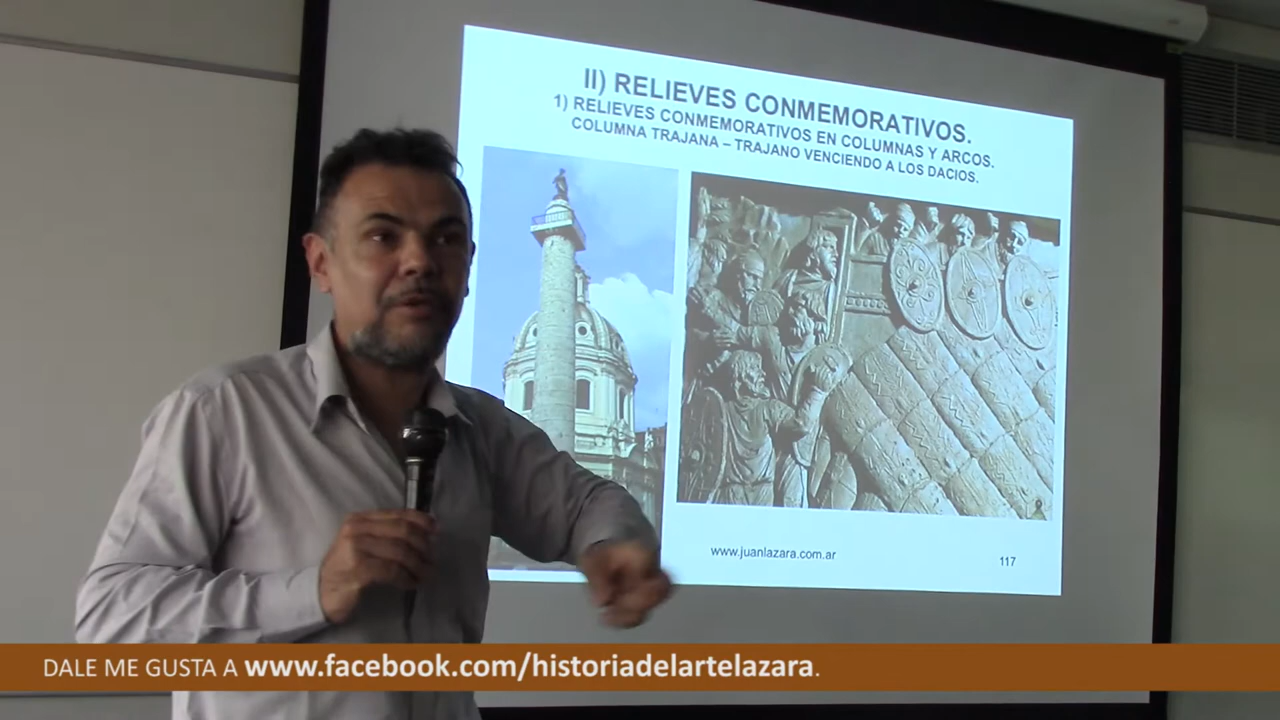 II) RELIEVES CONMEMORATIVOS.
1) RELIEVES CONMEMORATIVOS EN COLUMNAS Y ARCOS.
COLUMNA TRAJANA – TRAJANO VENCIENDO A LOS DACIOS.
www.juanlazara.com.ar
117
DALE ME GUSTA A www.facebook.com/historiadelartelazara.